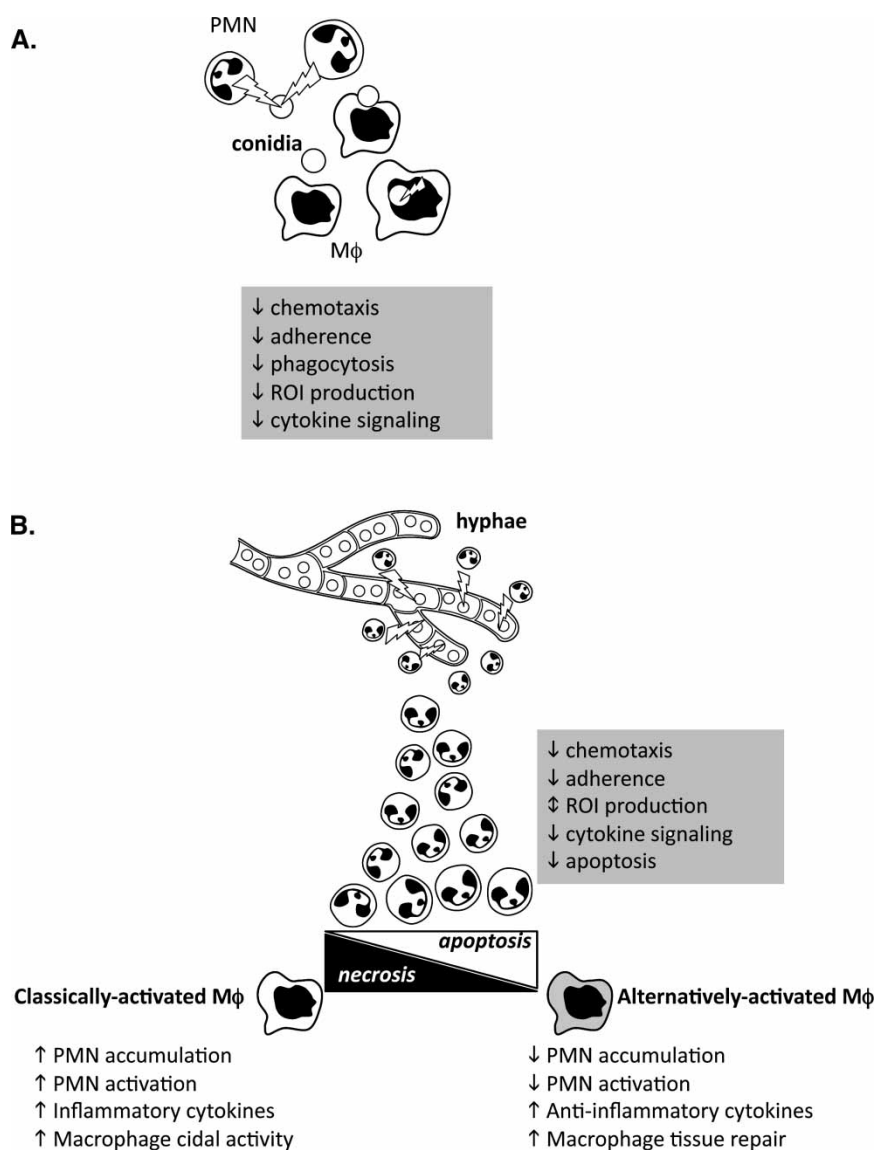 A.
PMN
conidia
Mϕ
↓ chemotaxis
↓ adherence
↓ phagocytosis
↓ ROI production
↓ cytokine signaling
B.
hyphae
↓ chemotaxis
↓ adherence
↕ ROI production
↓ cytokine signaling
↓ apoptosis
apoptosis
necrosis
Classically-activated Mϕ
↑ PMN accumulation
↑ PMN activation
↑ Inflammatory cytokines
↑ Macrophage cidal activity
Alternatively-activated Mϕ
↓ PMN accumulation
↓ PMN activation
↑ Anti-inflammatory cytokines
↑ Macrophage tissue repair